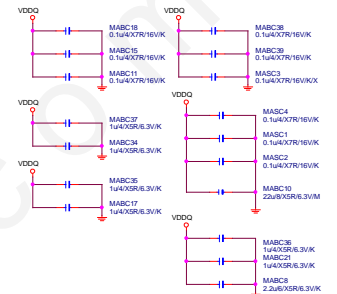 VDDQ
MABC18
0.1u/4/X7R/16V/K
MABC15
0.1u/4/X7R/16V/K
MABC11
0.1u/4/X7R/16V/K
VDDQ
MABC38
0.1u/4/X7R/16V/K
MABC39
0.1u/4/X7R/16V/K
MASC3
0.1u/4/X7R/16V/K/X
VDDQ
MABC37
1u/4/X5R/6.3V/K
MABC34
1u/4/X5R/6.3V/K
VDDQ
MASC4
0.1u/4/X7R/16V/K
MASC1
0.1u/4/X7R/16V/K
MASC2
0.1u/4/X7R/16V/K
MABC10
22u/8/X5R/6.3V/M
VDDQ
MABC35
1u/4/X5R/6.3V/K
MABC17
1u/4/X5R/6.3V/K
VDDQ
MABC36
1u/4/X5R/6.3V/K
MABC21
1u/4/X5R/6.3V/K
MABC8
2.2u/6/X5R/6.3V/K